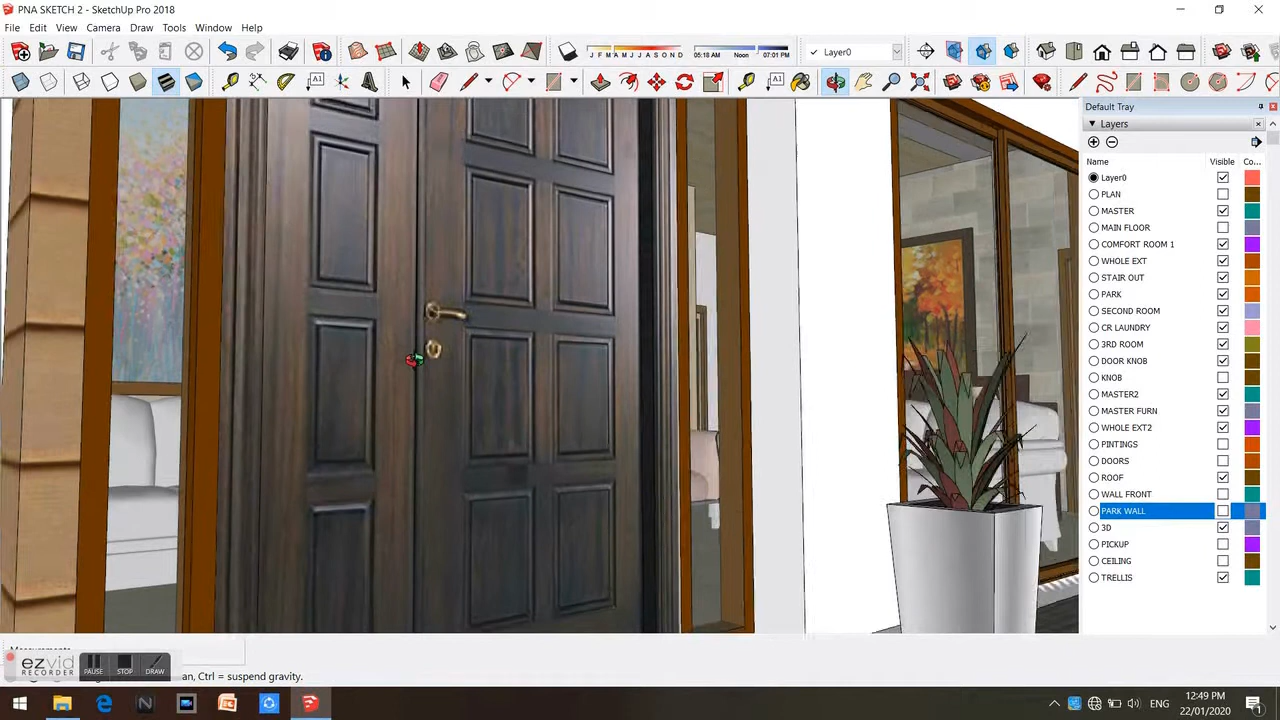 PNA SKETCH 2 - SketchUp Pro 2018
File Edit View Camera Draw Tools Window Help
J F M A M J J A S O N D 05:18 AM Noon 07:01 PM Layer0
A1 A1
Default Tray
Layers
Name Visible Co...
Layer0
PLAN
MASTER
MAIN FLOOR
COMFORT ROOM 1
WHOLE EXT
STAIR OUT
PARK
SECOND ROOM
CR LAUNDRY
3RD ROOM
DOOR KNOB
KNOB
MASTER2
MASTER FURN
WHOLE EXT2
PINTINGS
DOORS
ROOF
WALL FRONT
PARK WALL
3D
PICKUP
CEILING
TRELLIS
ezvid
RECORDER
PAUSE STOP DRAW
an, Ctrl = suspend gravity.
ENG
12:49 PM
22/01/2020